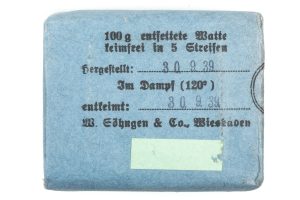 100 g entfettete Watte
keimfrei in 5 Streifen
Hergestellt: 30.9.39
Im Dampf (120°)
entkeimt: 30.9.39
W. Söhngen & Co., Wiesbaden